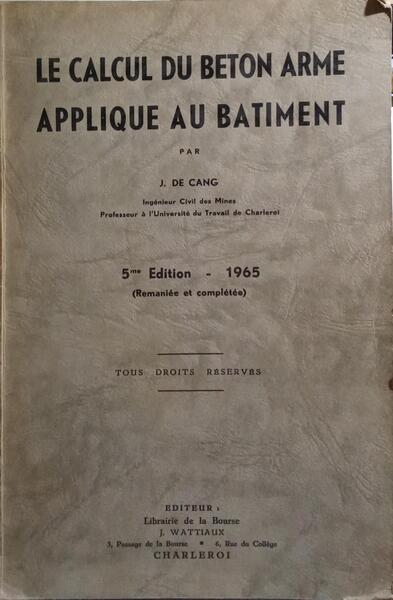 LE CALCUL DU BETON ARME
APPLIQUE AU BATIMENT
PAR
J. DE CANG
Ingénieur Civil des Mines
Professeur à l'Université du Travail de Charleroi
5me Edition - 1965
(Remaniée et complétée)
TOUS DROITS RÉSERVÉS
EDITEUR :
Librairie de la Bourse
J. WATTIAUX
3, Passage de la Bourse * 6, Rue du Collège
CHARLEROI